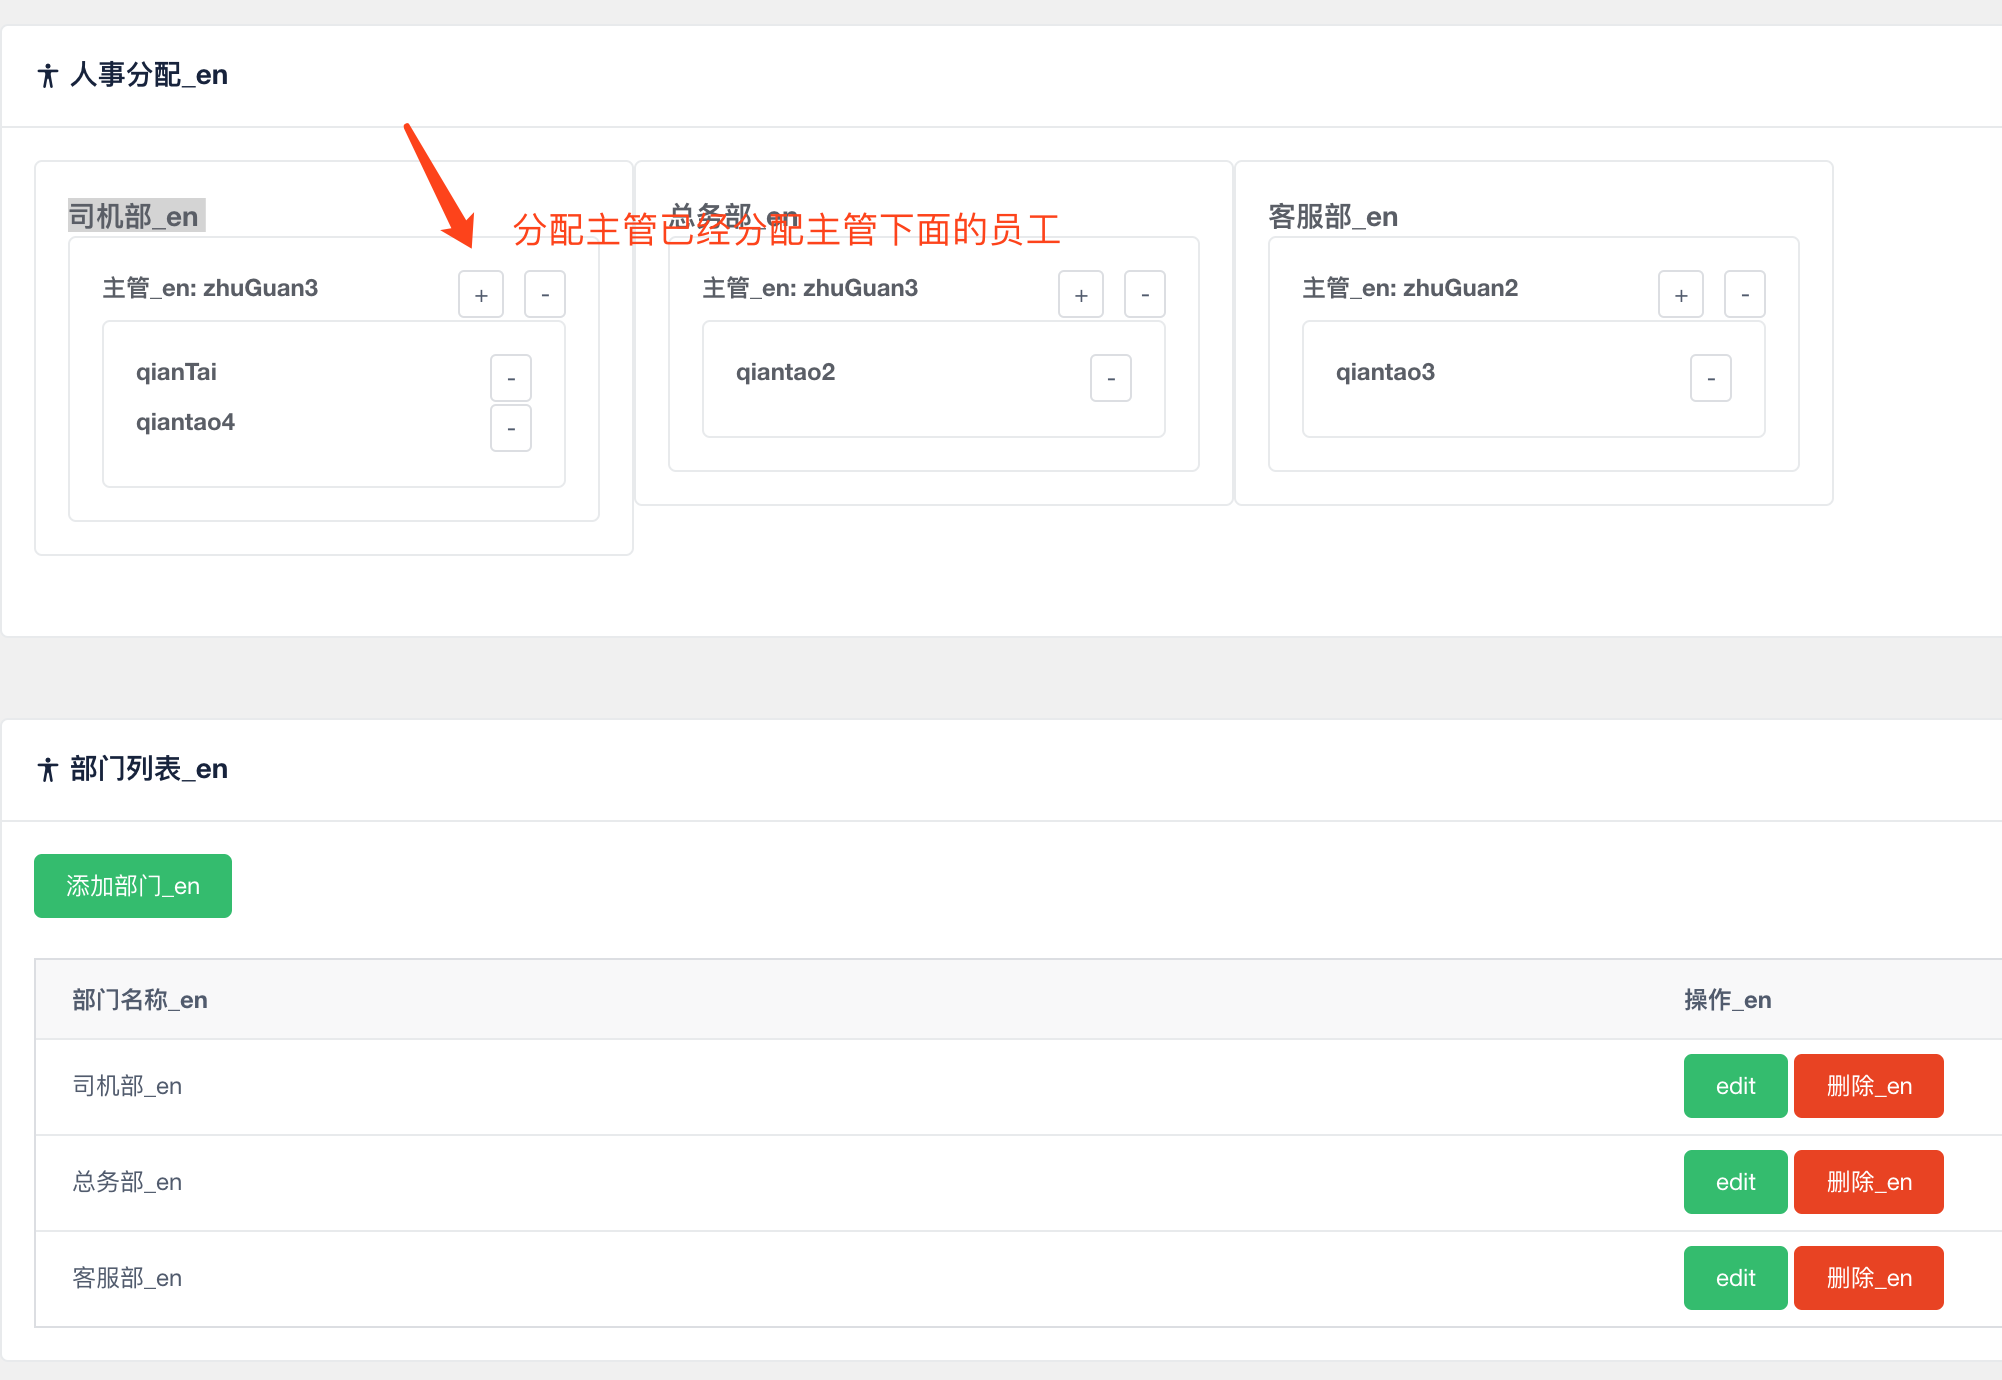 人事分配_en
司机部_en
分配主管已经分配主管下面的员工
主管_en: zhuGuan3
+
-
qianTai
-
qiantao4
-
总务部_en
主管_en: zhuGuan3
+
-
qiantao2
-
客服部_en
主管_en: zhuGuan2
+
-
qiantao3
-
部门列表_en
添加部门_en
部门名称_en
操作_en
司机部_en
edit
删除_en
总务部_en
edit
删除_en
客服部_en
edit
删除_en